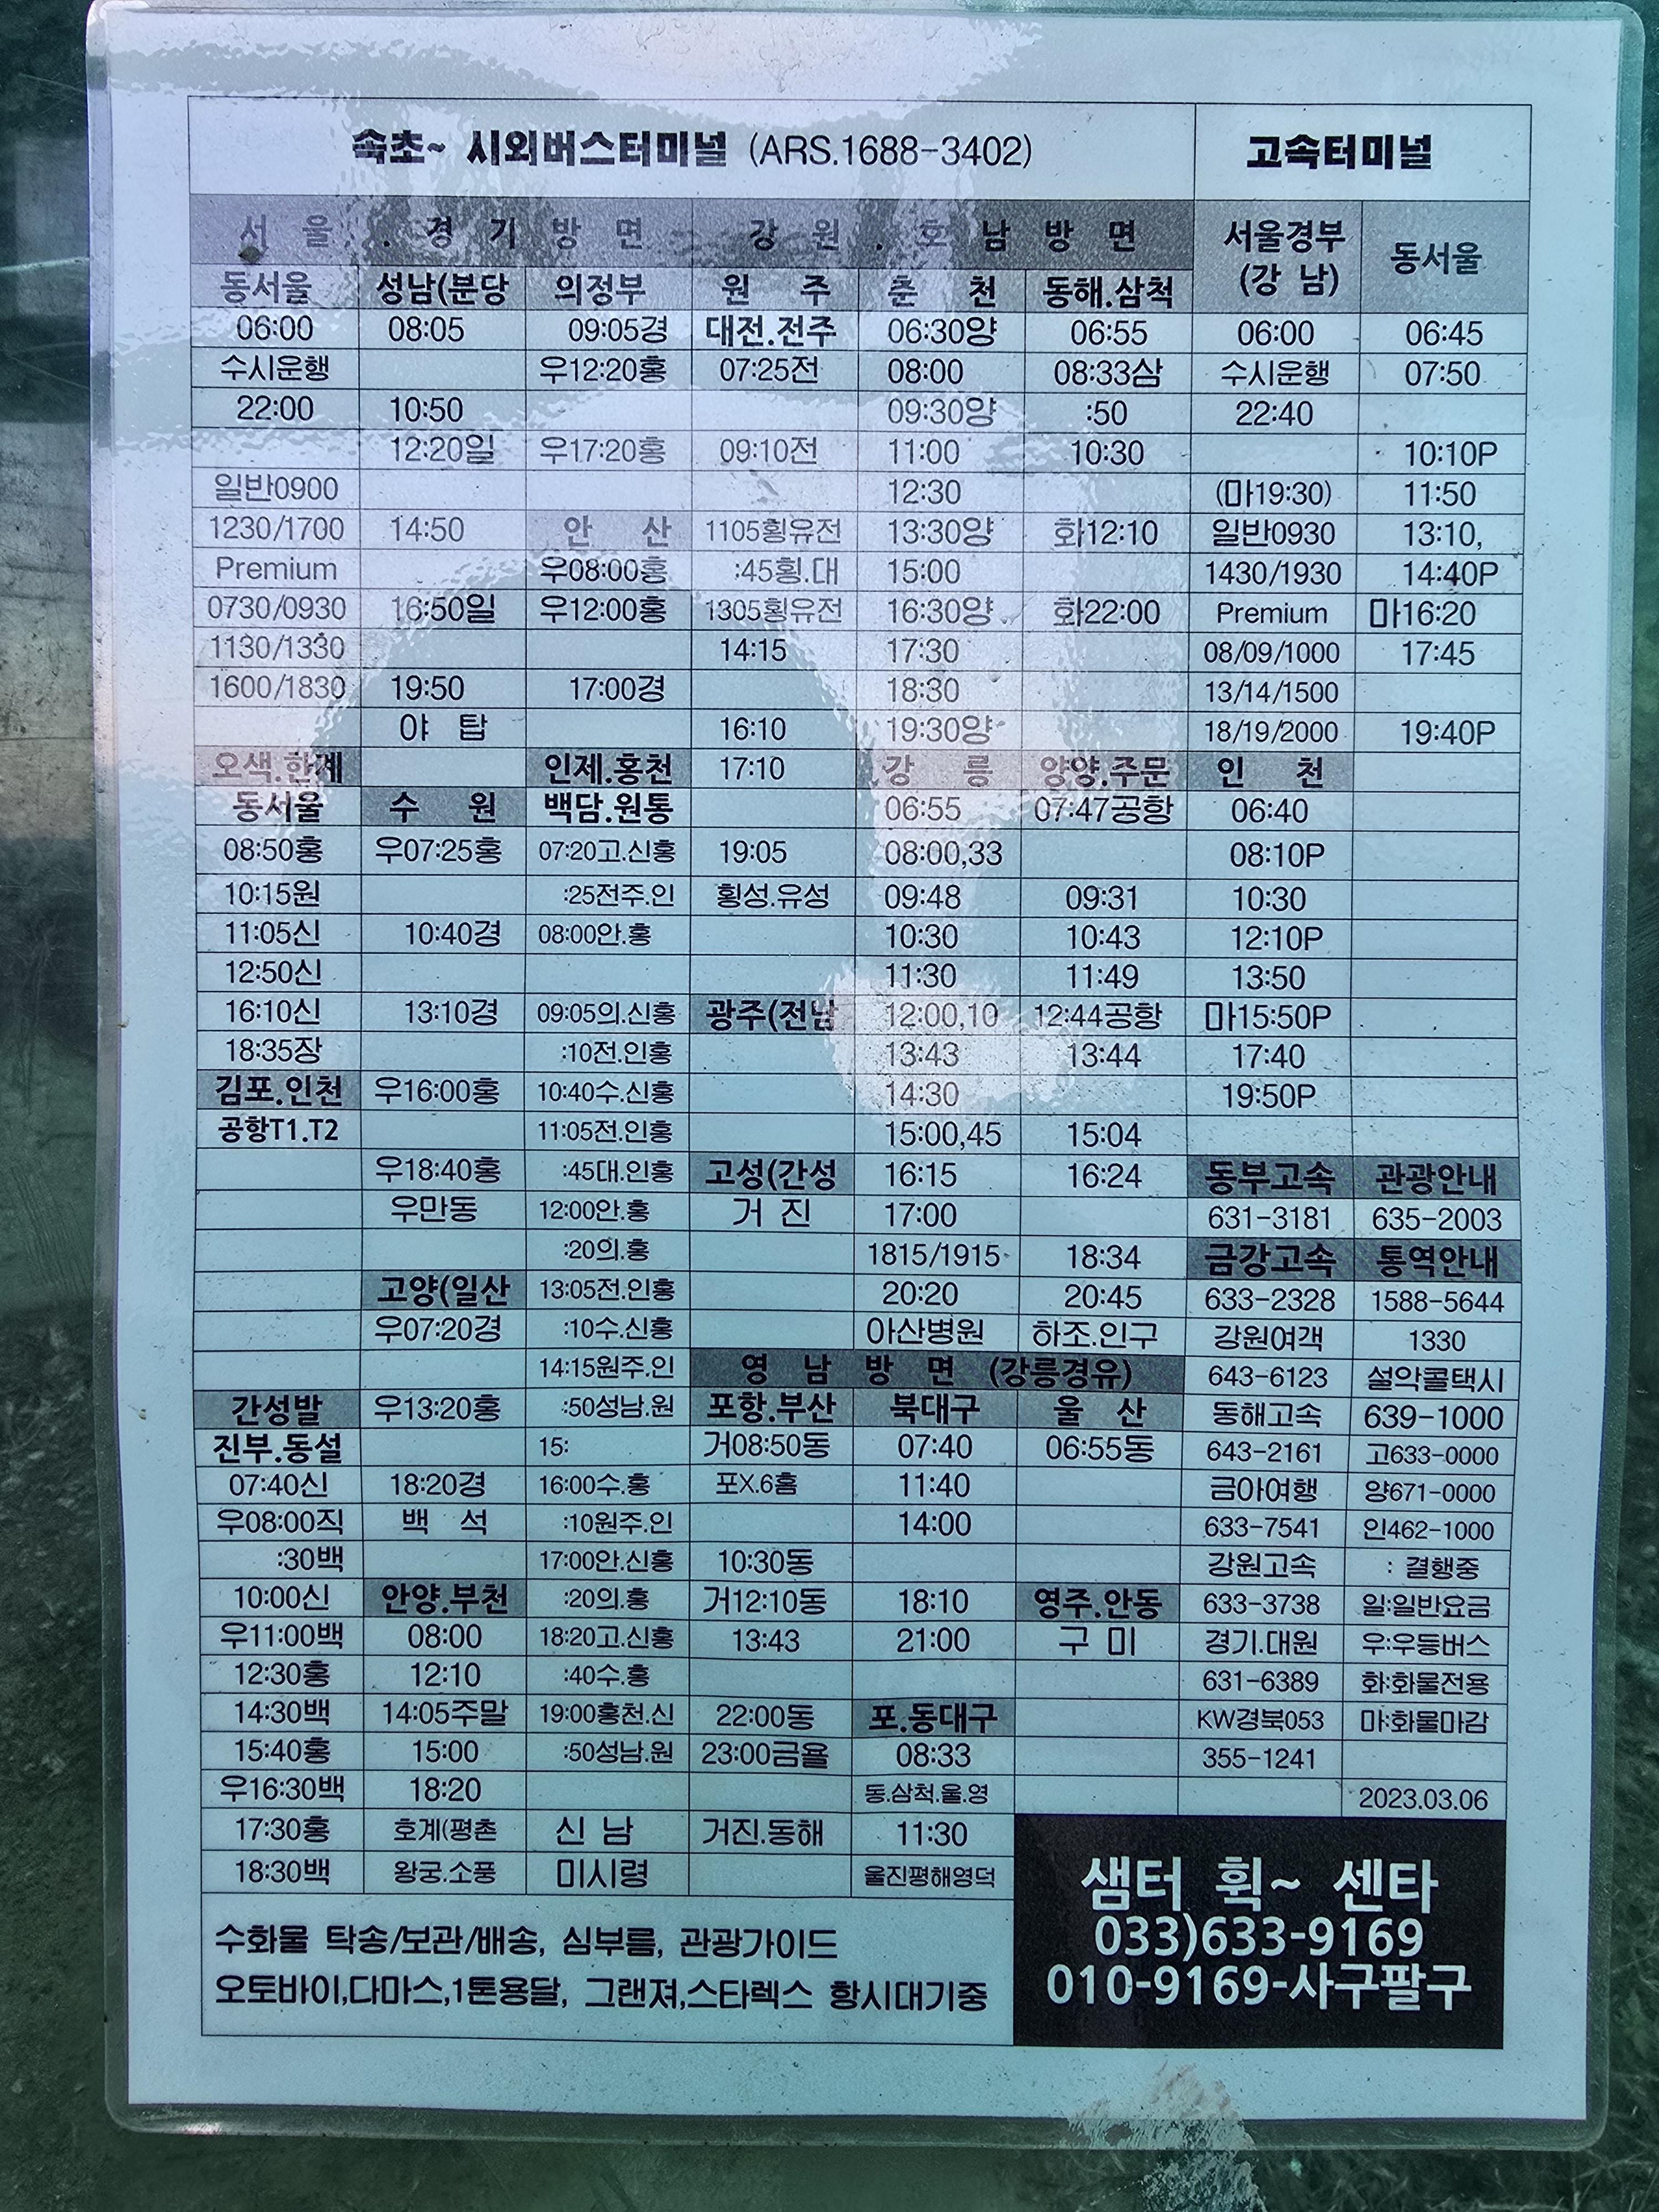 속초~ 시외버스터미널 (ARS.1688-3402) 고속터미널
서 울 . 경 기 방 면 강 원 . 호 남 방 면 서울경부 (강 남) 동서울
동서울 성남(분당 의정부 원 주 춘 천 동해.삼척
06:00 08:05 09:05경 대전.전주 06:30양 06:55 06:00 06:45
수시운행 우12:20홍 07:25전 08:00 08:33삼 수시운행 07:50
22:00 10:50 09:30양 :50 22:40
12:20일 우17:20홍 09:10전 11:00 10:30 10:10P
일반0900 12:30 (마19:30) 11:50
1230/1700 14:50 안 산 1105횡유전 13:30양 화12:10 일반0930 13:10,
Premium 우08:00홍 :45횡.대 15:00 1430/1930 14:40P
0730/0930 16:50일 우12:00홍 1305횡유전 16:30양 화22:00 Premium 마16:20
1130/1330 14:15 17:30 08/09/1000 17:45
1600/1830 19:50 17:00경 18:30 13/14/1500
야 탑 16:10 19:30양 18/19/2000 19:40P
오색.한계 인제.홍천 17:10 강 릉 양양.주문 인 천
동서울 수 원 백담.원통 06:55 07:47공항 06:40
08:50홍 우07:25홍 07:20고.신홍 19:05 08:00,33 08:10P
10:15원 :25전주.인 횡성.유성 09:48 09:31 10:30
11:05신 10:40경 08:00안.홍 10:30 10:43 12:10P
12:50신 11:30 11:49 13:50
16:10신 13:10경 09:05의.신홍 광주(전남 12:00,10 12:44공항 마15:50P
18:35장 :10전.인홍 13:43 13:44 17:40
김포.인천 우16:00홍 10:40수.신홍 14:30 19:50P
공항T1.T2 11:05전.인홍 15:00,45 15:04
우18:40홍 :45대.인홍 고성(간성 16:15 16:24 동부고속 관광안내
우만동 12:00안.홍 거 진 17:00 631-3181 635-2003
:20의.홍 1815/1915 18:34 금강고속 통역안내
고양(일산 13:05전.인홍 20:20 20:45 633-2328 1588-5644
우07:20경 :10수.신홍 아산병원 하조.인구 강원여객 1330
14:15원주.인 영 남 방 면 (강릉경유) 643-6123 설악콜택시
간성발 우13:20홍 :50성남.원 포항.부산 북대구 울 산 동해고속 639-1000
진부.동설 15: 거08:50동 07:40 06:55동 643-2161 고633-0000
07:40신 18:20경 16:00수.홍 포X.6홈 11:40 금아여행 양671-0000
우08:00직 백 석 :10원주.인 14:00 633-7541 인462-1000
:30백 17:00안.신홍 10:30동 강원고속 : 결행중
10:00신 안양.부천 :20의.홍 거12:10동 18:10 영주.안동 633-3738 일:일반요금
우11:00백 08:00 18:20고.신홍 13:43 21:00 구 미 경기.대원 우:우등버스
12:30홍 12:10 :40수.홍 631-6389 화:화물전용
14:30백 14:05주말 19:00홍천.신 22:00동 포.동대구 KW경북053 마:화물마감
15:40홍 15:00 :50성남.원 23:00금욜 08:33 355-1241
우16:30백 18:20 동.삼척.울.영 2023.03.06
17:30홍 호계(평촌 신 남 거진.동해 11:30
18:30백 왕궁.소풍 미시령 울진평해영덕
수화물 탁송/보관/배송, 심부름, 관광가이드
오토바이,다마스,1톤용달, 그랜져,스타렉스 항시대기중
샘터 휙~ 센타
033)633-9169
010-9169-사구팔구